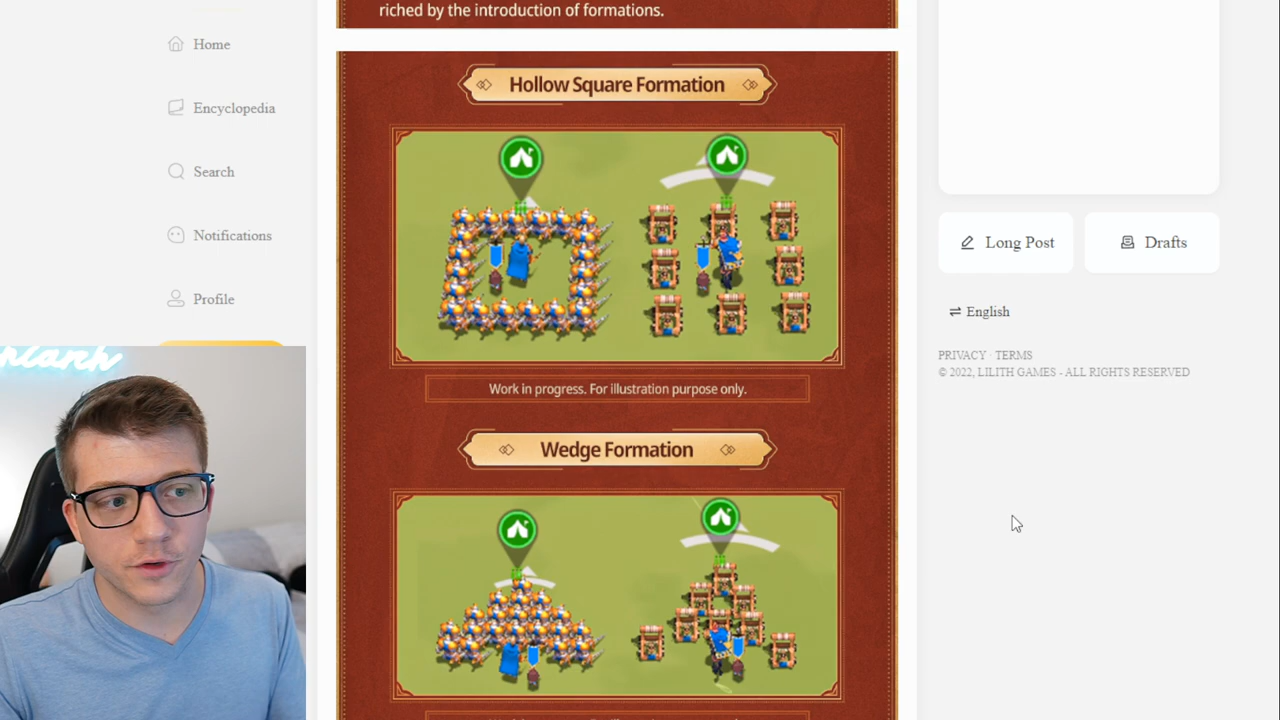 Home
Encyclopedia
Search
Notifications
Profile
riched by the introduction of formations.
Hollow Square Formation
Work in progress. For illustration purpose only.
Wedge Formation
Long Post
Drafts
English
PRIVACY · TERMS
© 2022, LILITH GAMES - ALL RIGHTS RESERVED